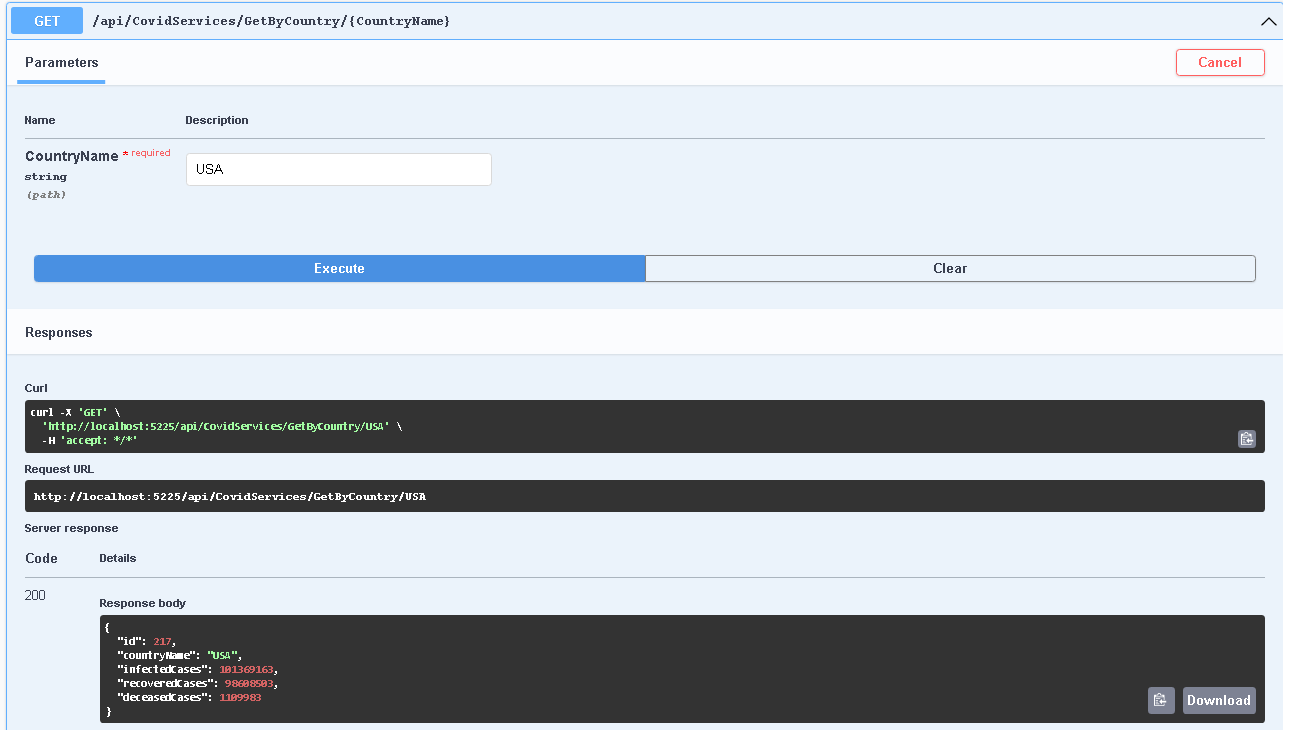 GET /api/CovidServices/GetByCountry/{CountryName}
Parameters Cancel
Name Description
CountryName * required
string
(path)
USA
Execute Clear
Responses
Curl
curl -X 'GET' \
'http://localhost:5225/api/CovidServices/GetByCountry/USA' \
-H 'accept: */*'
Request URL
http://localhost:5225/api/CovidServices/GetByCountry/USA
Server response
Code Details
200
Response body
{
"id": 217,
"countryName": "USA",
"infectedCases": 101369163,
"recoveredCases": 98608503,
"deceasedCases": 1109983
}
Download